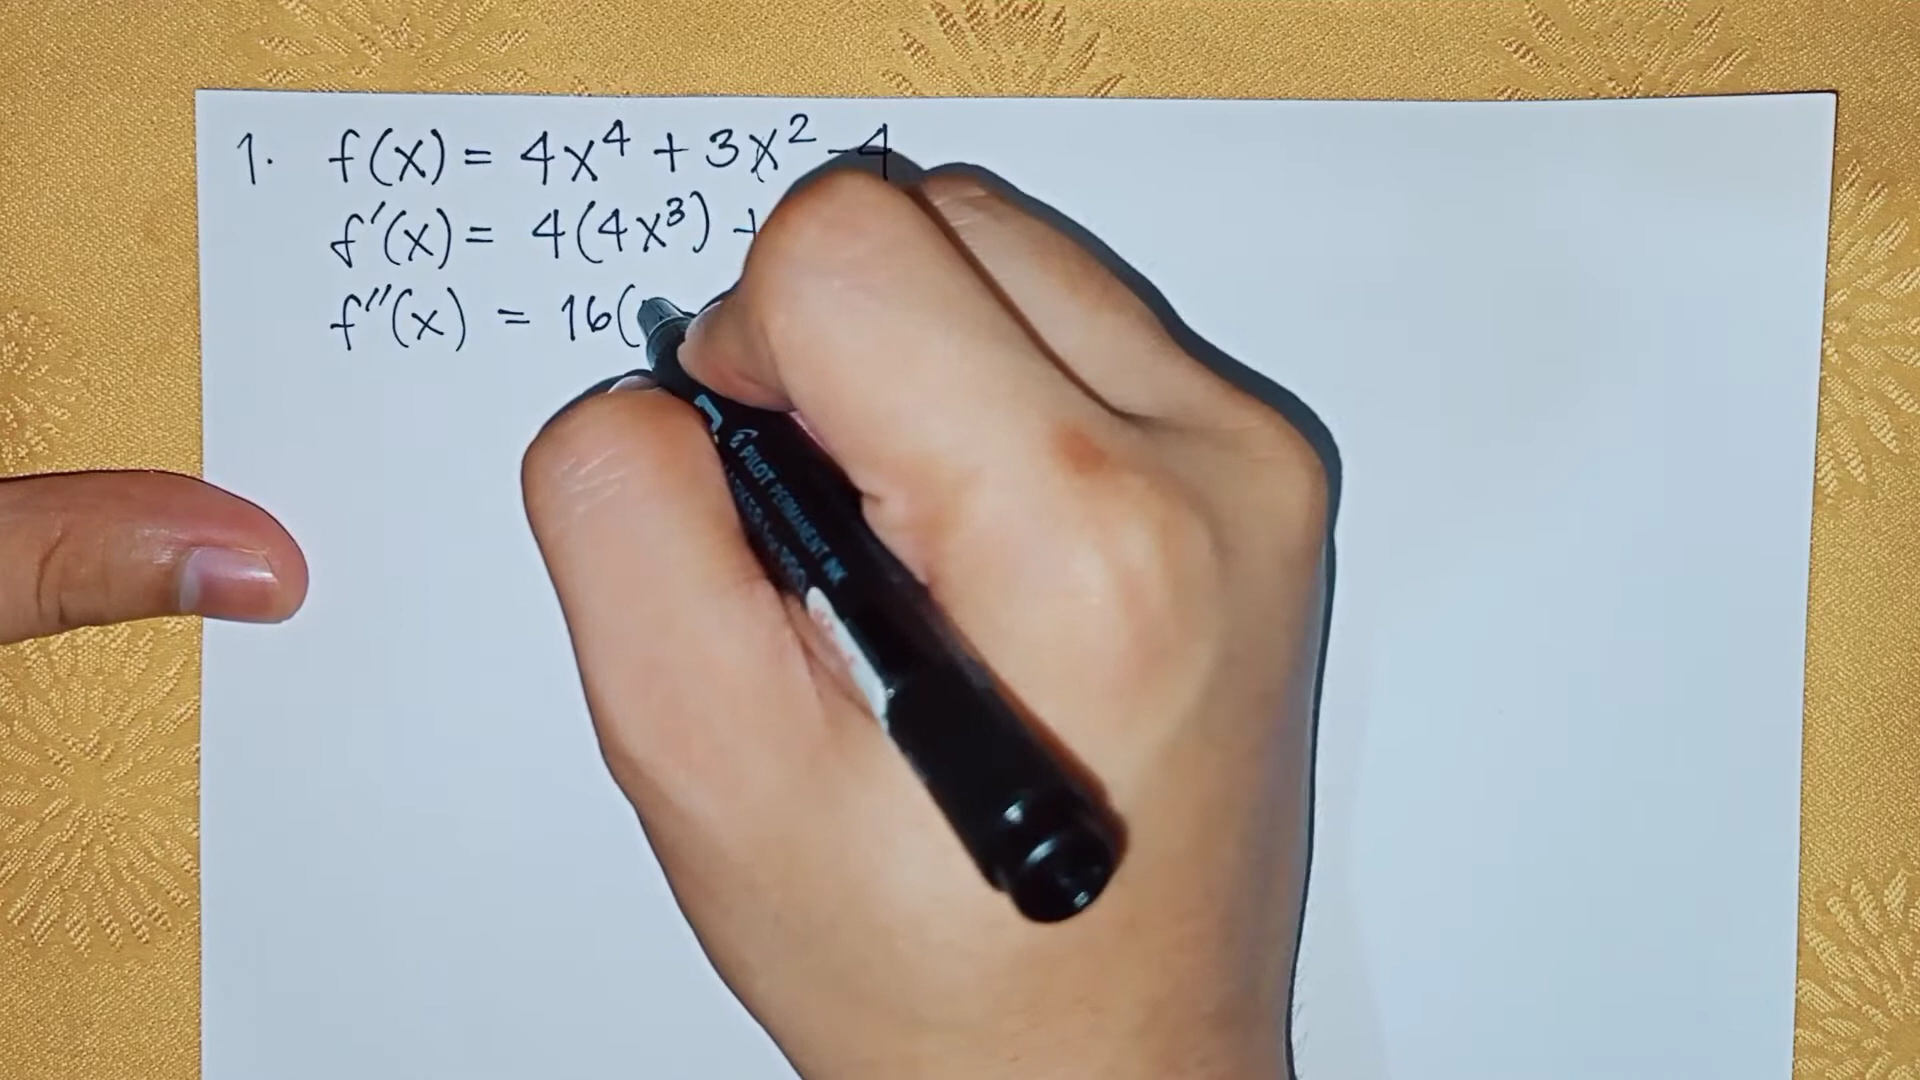 1. f(x) = 4x⁴ + 3x² - 4
f'(x) = 4(4x³) +
f''(x) = 16(
PILOT PERMANENT INK